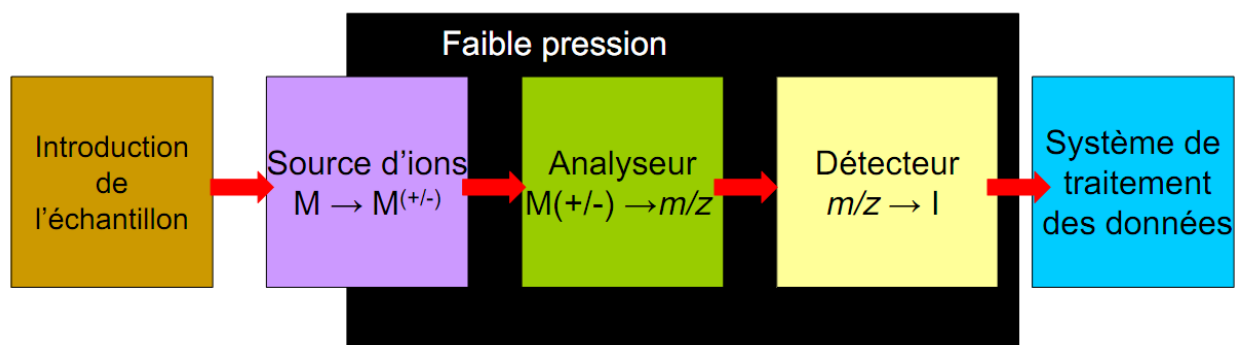 Faible pression
Introduction
de
l’échantillon
Source d’ions
M → M(+/-)
Analyseur
M(+/-) →m/z
Détecteur
m/z → I
Système de
traitement
des données